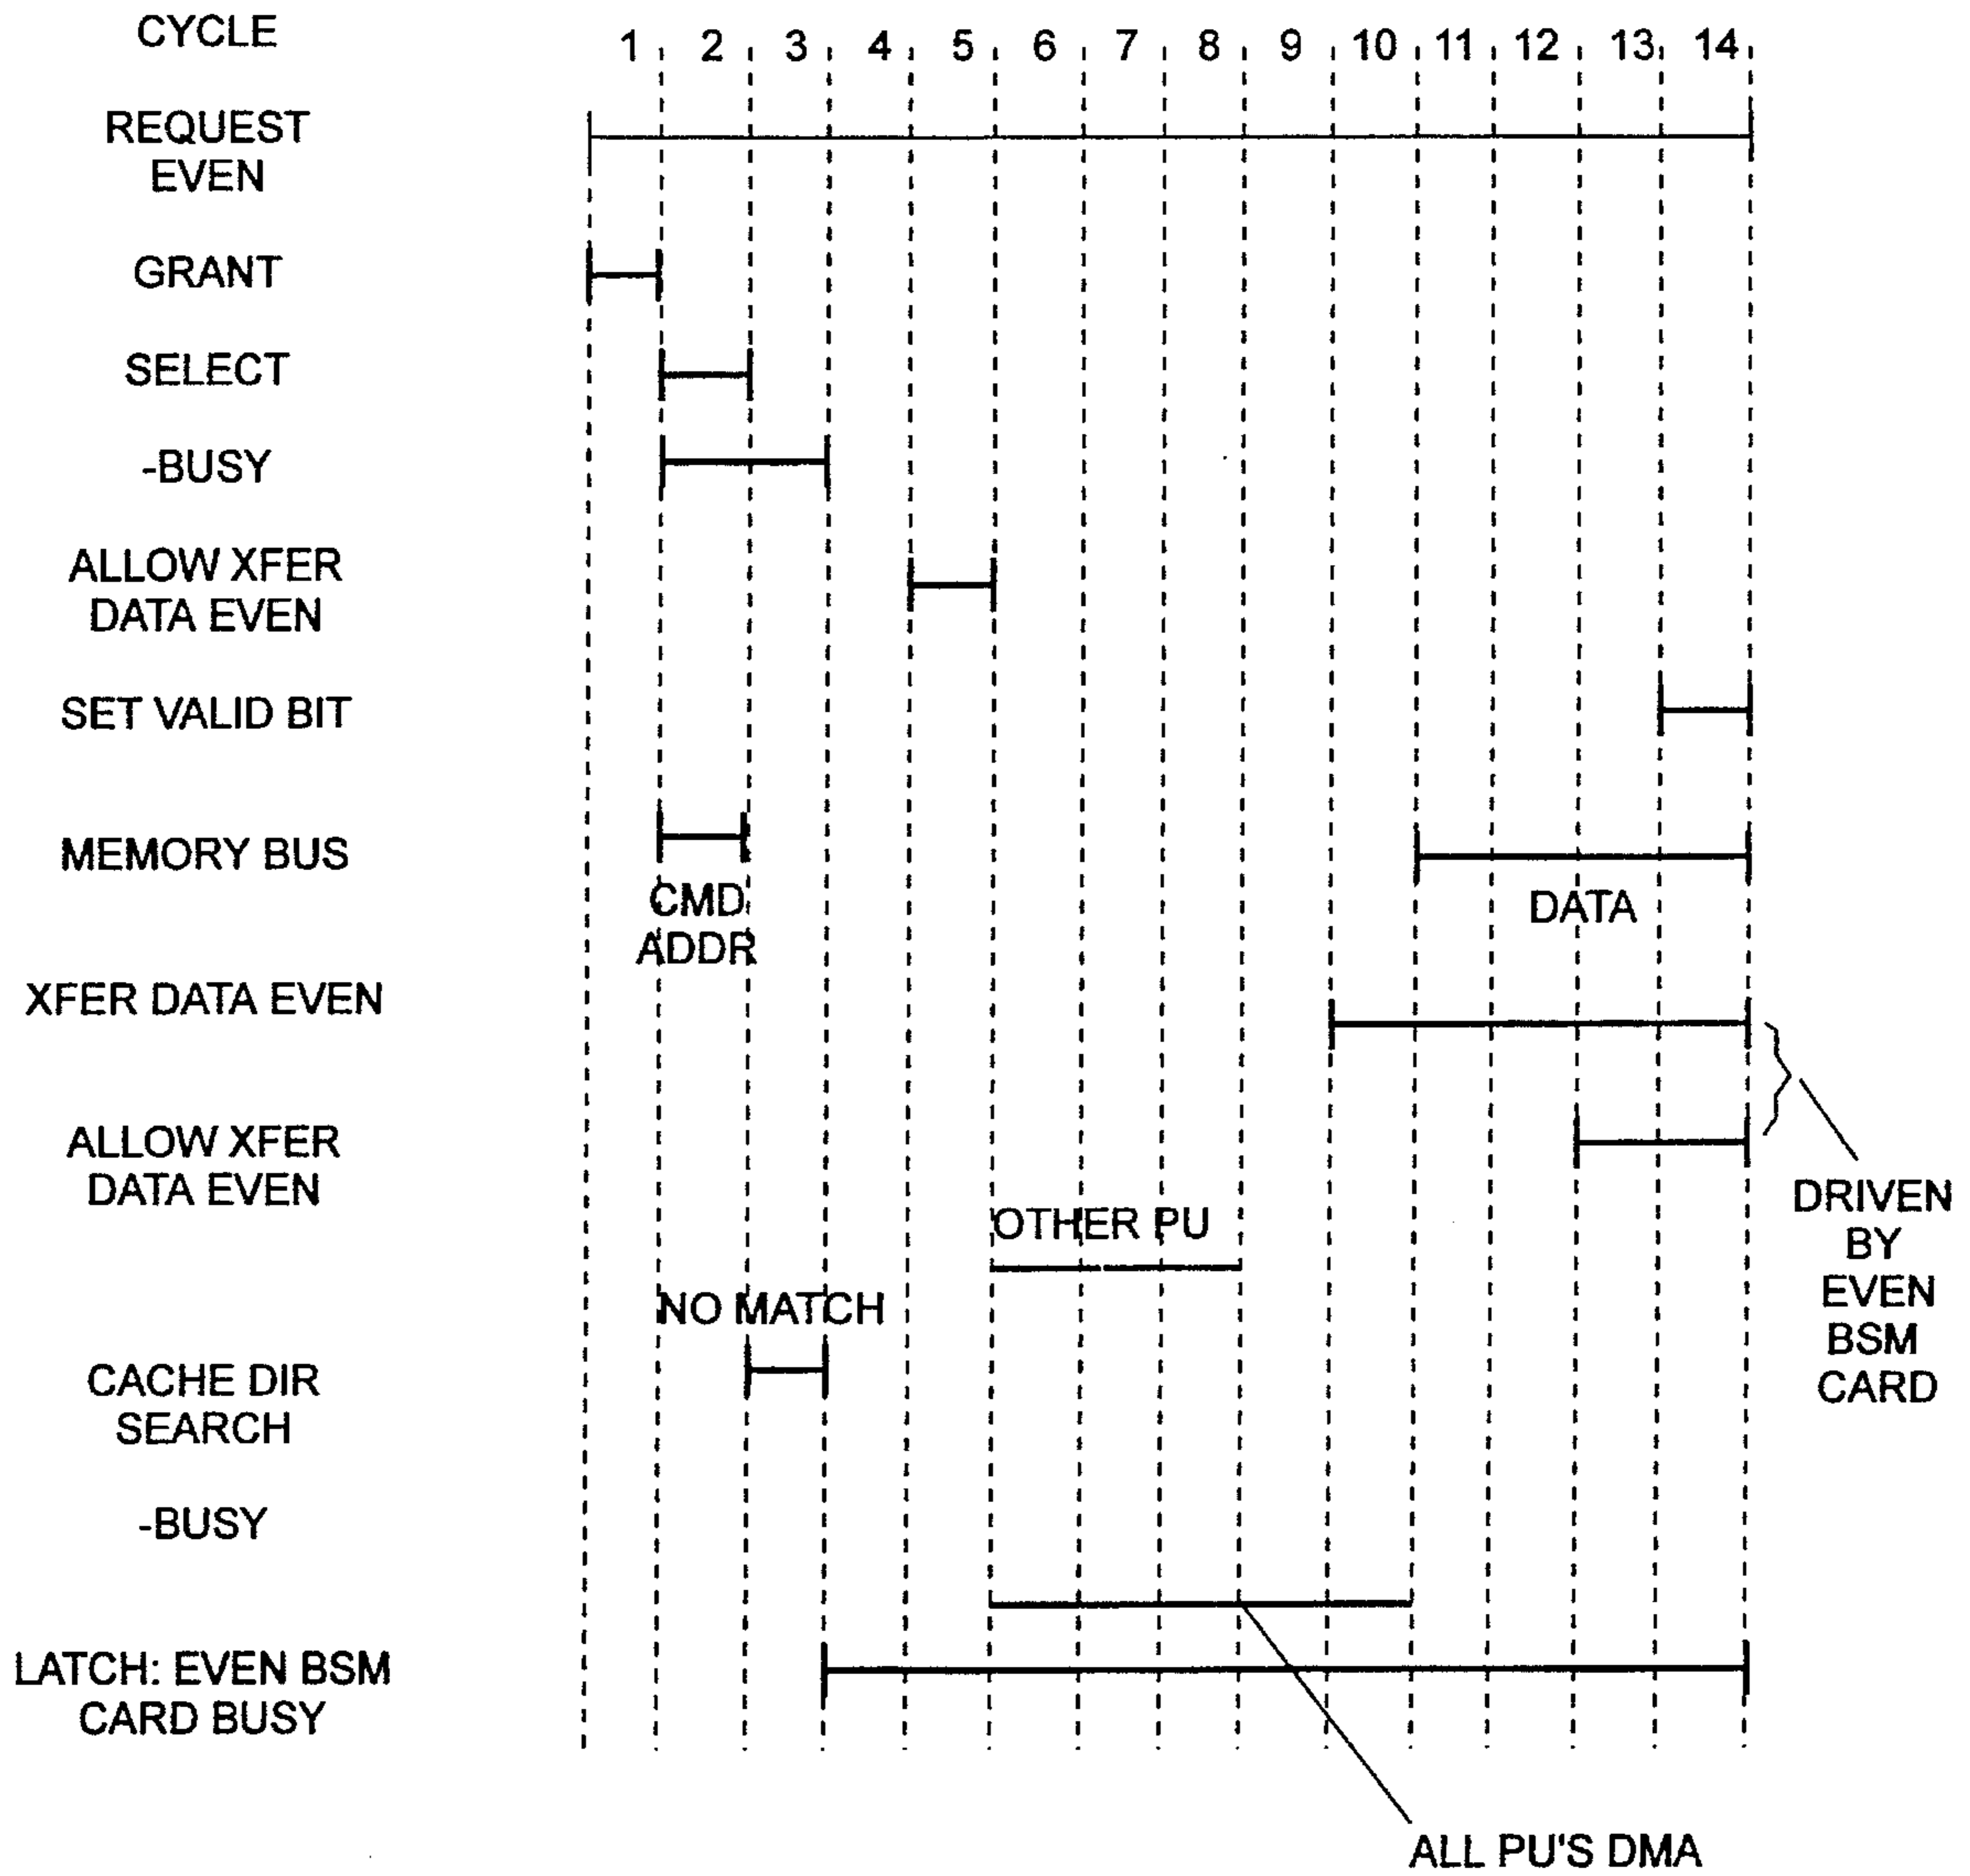 CYCLE 1 2 3 4 5 6 7 8 9 10 11 12 13 14
REQUEST
EVEN
GRANT
SELECT
-BUSY
ALLOW XFER
DATA EVEN
SET VALID BIT
MEMORY BUS
CMD
ADDR
DATA
XFER DATA EVEN
ALLOW XFER
DATA EVEN
DRIVEN
BY
EVEN
BSM
CARD
OTHER PU
NO MATCH
CACHE DIR
SEARCH
-BUSY
LATCH: EVEN BSM
CARD BUSY
ALL PU'S DMA